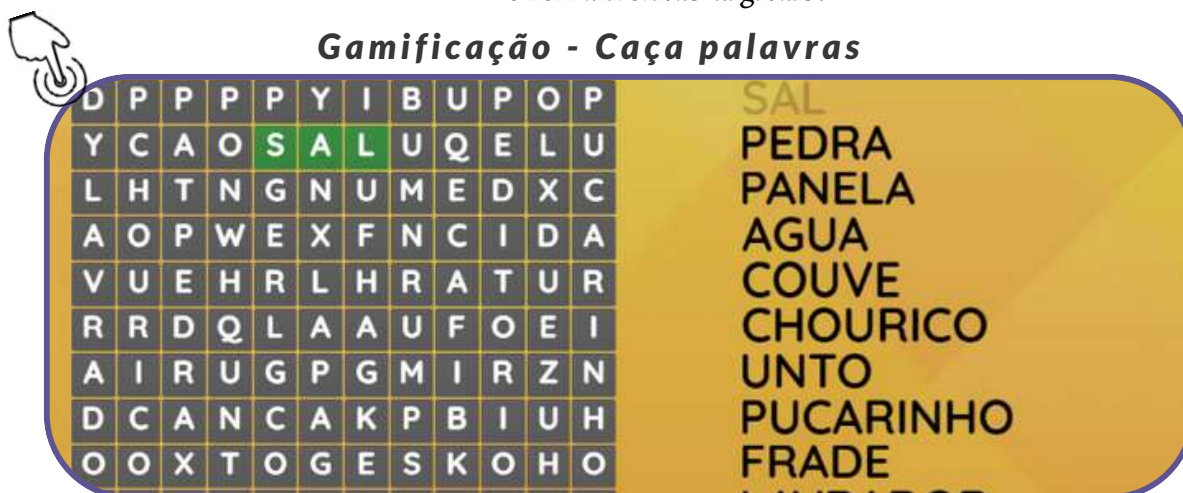 Gamificação - Caça palavras
D P P P P Y I B U P O P
SAL
Y C A O S A L U Q E L U
PEDRA
L H T N G N U M E D X C
PANELA
A O P W E X F N C I D A
AGUA
V U E H R L H R A T U R
COUVE
R R D Q L A A U F O E I
CHOURICO
A I R U G P G M I R Z N
UNTO
D C A N C A K P B I U H
PUCARINHO
O O X T O G E S K O H O
FRADE